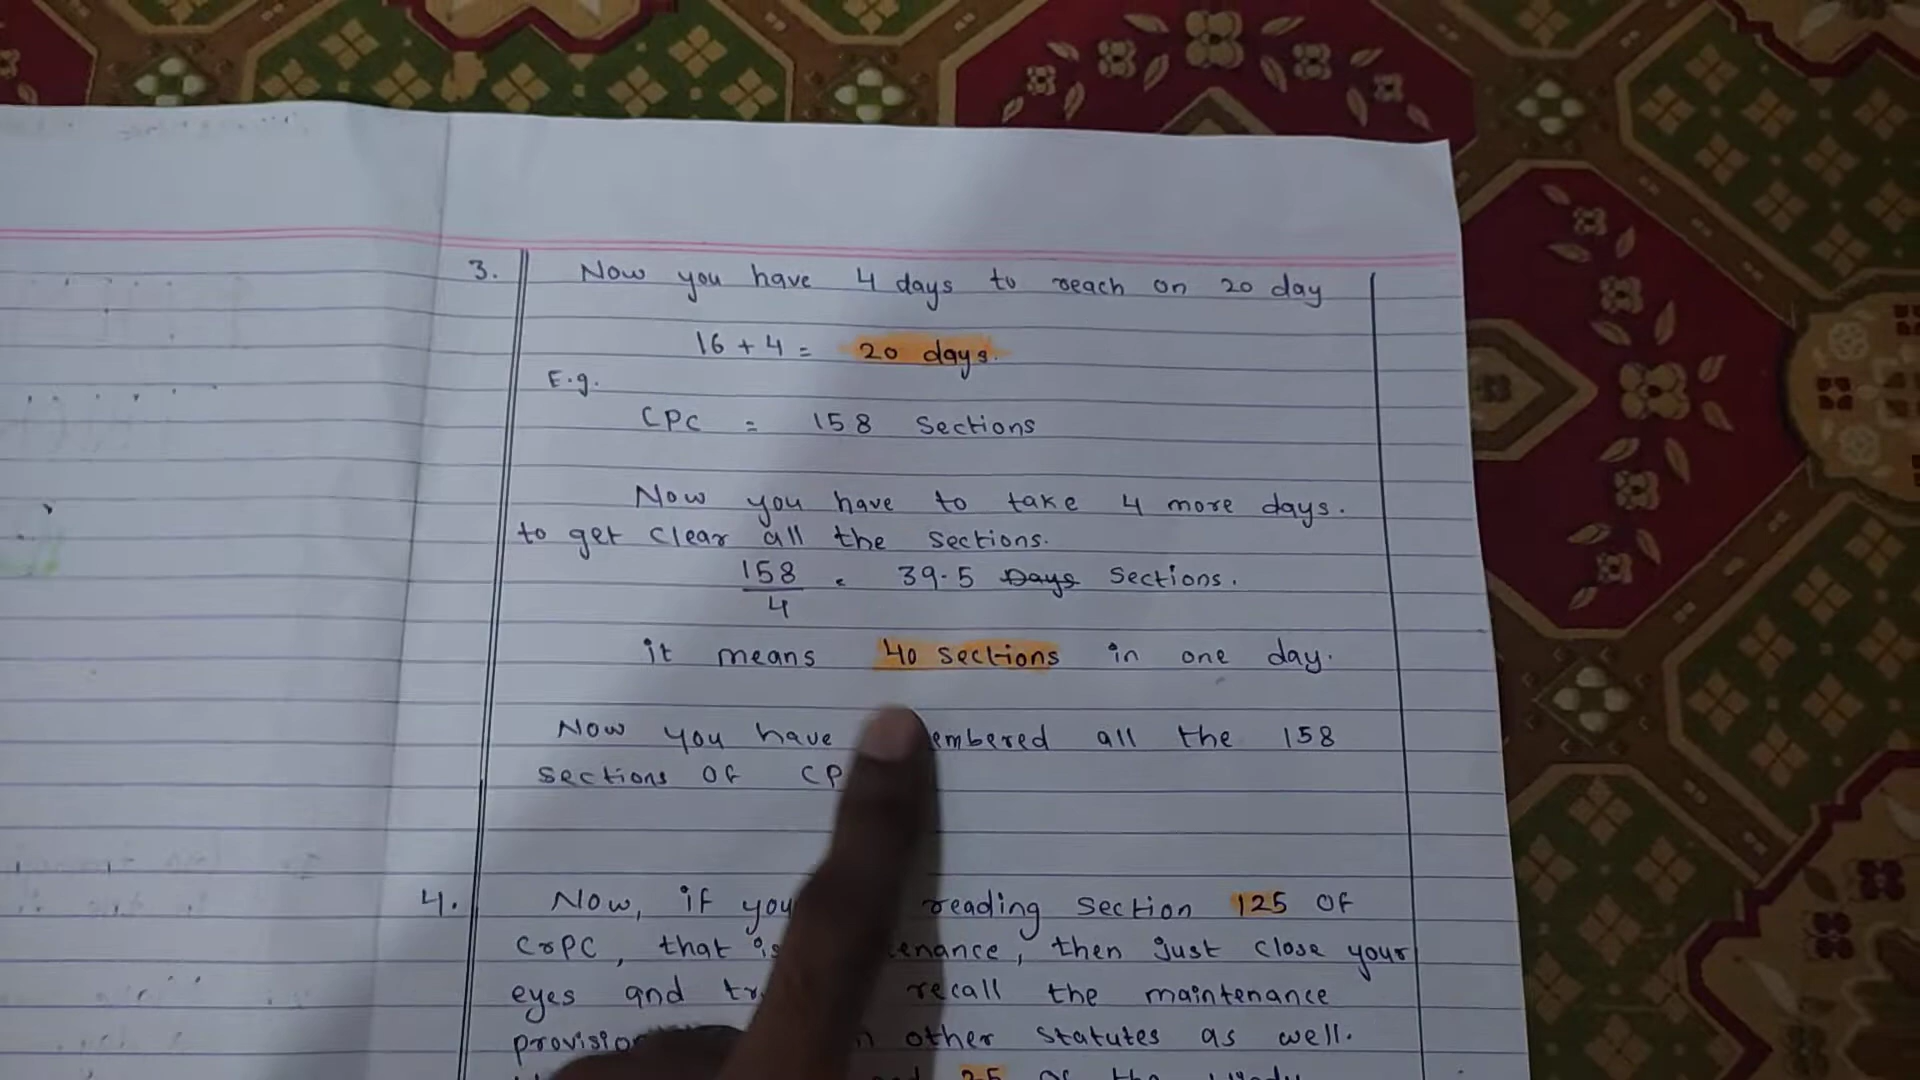 3. Now you have 4 days to reach on 20 day
16 + 4 = 20 days.
E.g.
CPC = 158 Sections
Now you have to take 4 more days.
to get clear all the sections.
158
4
= 39.5 Days Sections.
it means 40 sections in one day.
Now you have all the 158
sections of
4. Now, if you reading section 125 of
CrPC, that is , then just close your
eyes and recall the maintenance
other statutes as well.
25 of the